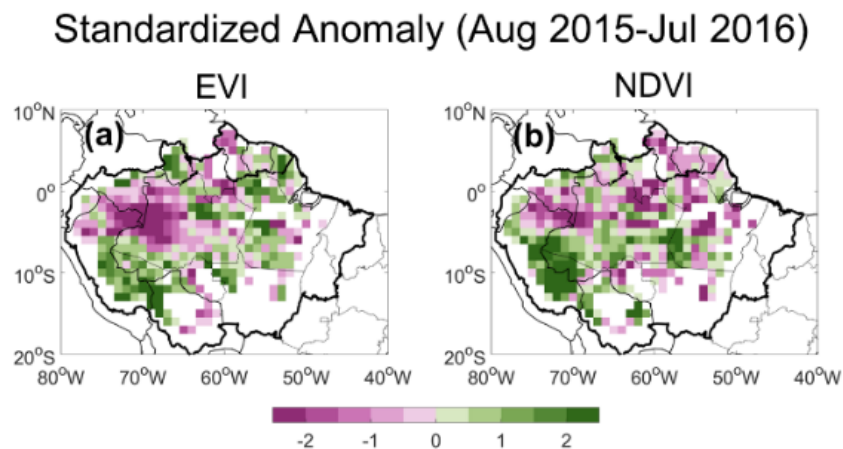 Standardized Anomaly (Aug 2015-Jul 2016)
EVI NDVI
(a) (b)
10°N 10°N
0° 0°
10°S 10°S
20°S 20°S
80°W 70°W 60°W 50°W 40°W 80°W 70°W 60°W 50°W 40°W
-2 -1 0 1 2